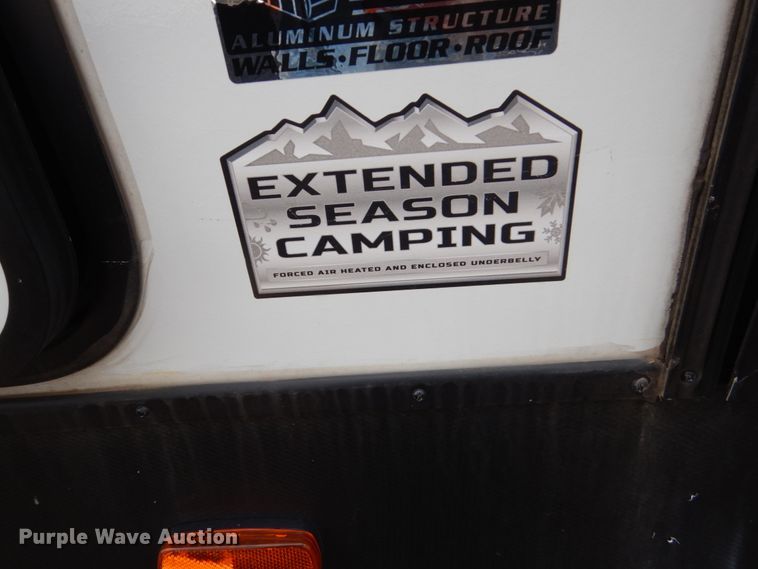 ALUMINUM STRUCTURE
WALLS·FLOOR·ROOF
EXTENDED
SEASON
CAMPING
FORCED AIR HEATED AND ENCLOSED UNDERBELLY
Purple Wave Auction®